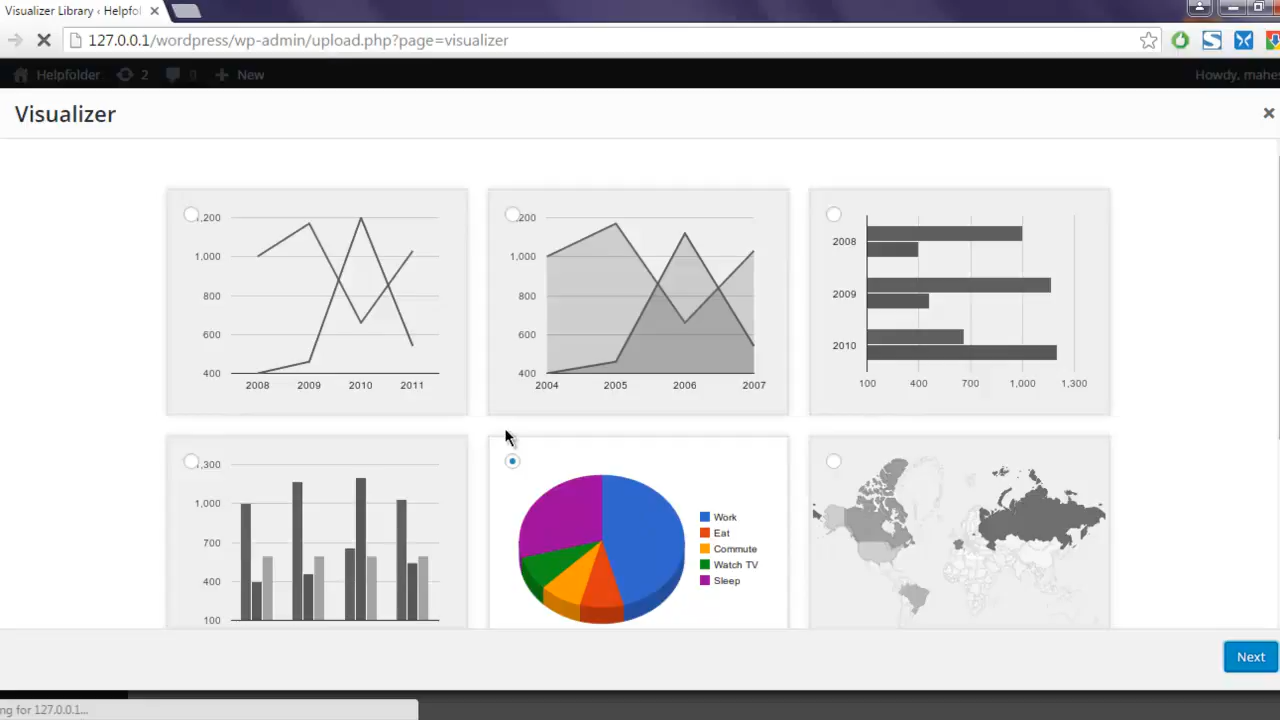 Visualizer Library ‹ Helpfol
127.0.0.1/wordpress/wp-admin/upload.php?page=visualizer
Helpfolder 2 0 New Howdy, mahes
Visualizer
,200
1,000
800
600
400
2008 2009 2010 2011
200
1,000
800
600
400
2004 2005 2006 2007
2008
2009
2010
100 400 700 1,000 1,300
,300
1,000
700
400
100
Work
Eat
Commute
Watch TV
Sleep
Next
ng for 127.0.0.1...